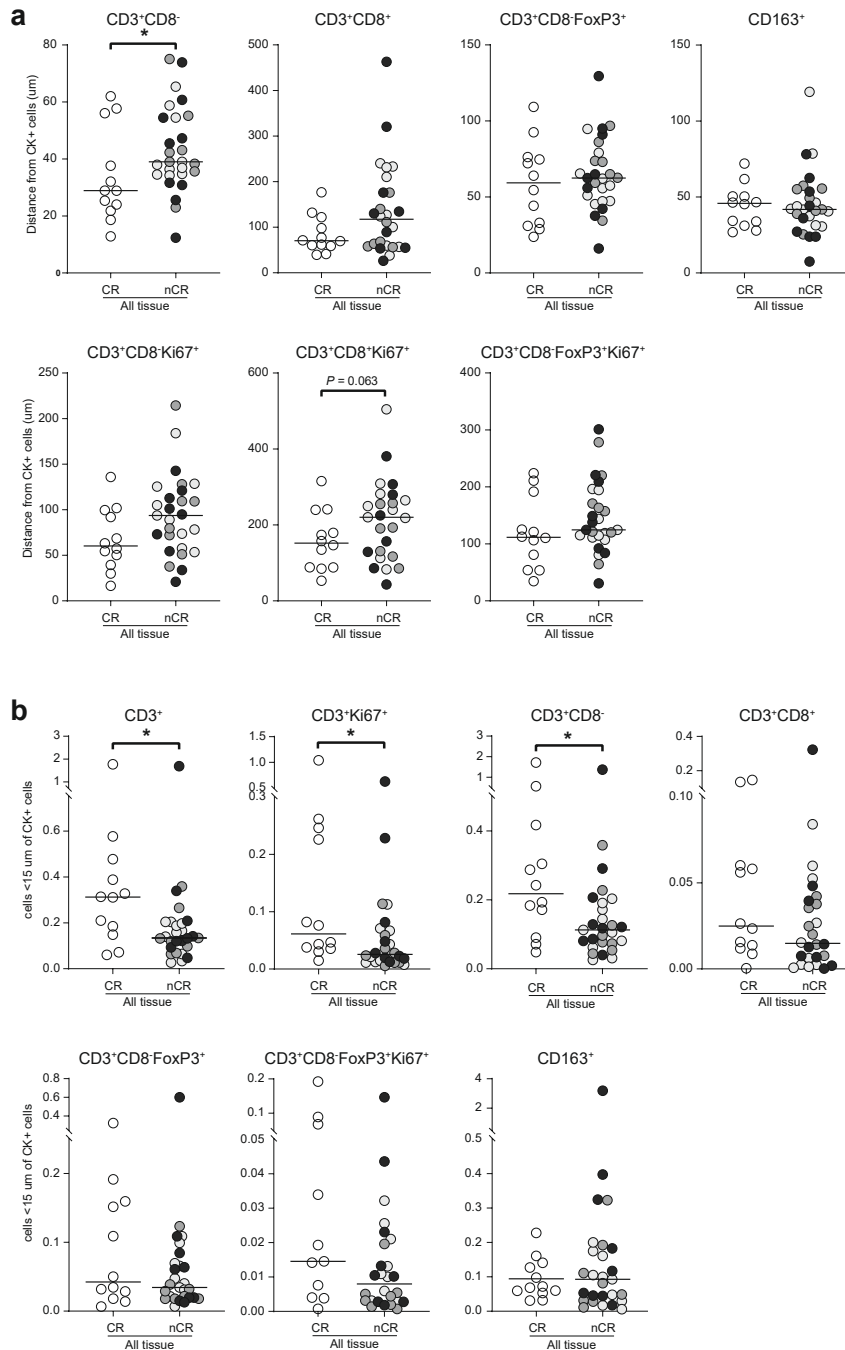 a
CD3⁺CD8⁻
CD3⁺CD8⁺
CD3⁺CD8⁻FoxP3⁺
CD163⁺
*
Distance from CK+ cells (um)
80
60
40
20
0
500
400
300
200
100
0
150
100
50
0
150
100
50
0
CR nCR
All tissue
CR nCR
All tissue
CR nCR
All tissue
CR nCR
All tissue
CD3⁺CD8⁻Ki67⁺
CD3⁺CD8⁺Ki67⁺
CD3⁺CD8⁻FoxP3⁺Ki67⁺
P = 0.063
Distance from CK+ cells (um)
250
200
150
100
50
0
600
400
200
0
400
300
200
100
0
CR nCR
All tissue
CR nCR
All tissue
CR nCR
All tissue
b
CD3⁺
CD3⁺Ki67⁺
CD3⁺CD8⁻
CD3⁺CD8⁺
*
*
*
cells <15 um of CK+ cells
3
2
1
0.6
0.4
0.2
0.0
1.5
1.0
0.5
0.3
0.2
0.1
0.0
3
2
1
0.6
0.4
0.2
0.0
0.4
0.2
0.10
0.05
0.00
CR nCR
All tissue
CR nCR
All tissue
CR nCR
All tissue
CR nCR
All tissue
CD3⁺CD8⁻FoxP3⁺
CD3⁺CD8⁻FoxP3⁺Ki67⁺
CD163⁺
cells <15 um of CK+ cells
0.8
0.6
0.4
0.2
0.1
0.0
0.2
0.1
0.05
0.04
0.03
0.02
0.01
0.00
4
2
0.5
0.4
0.3
0.2
0.1
0.0
CR nCR
All tissue
CR nCR
All tissue
CR nCR
All tissue